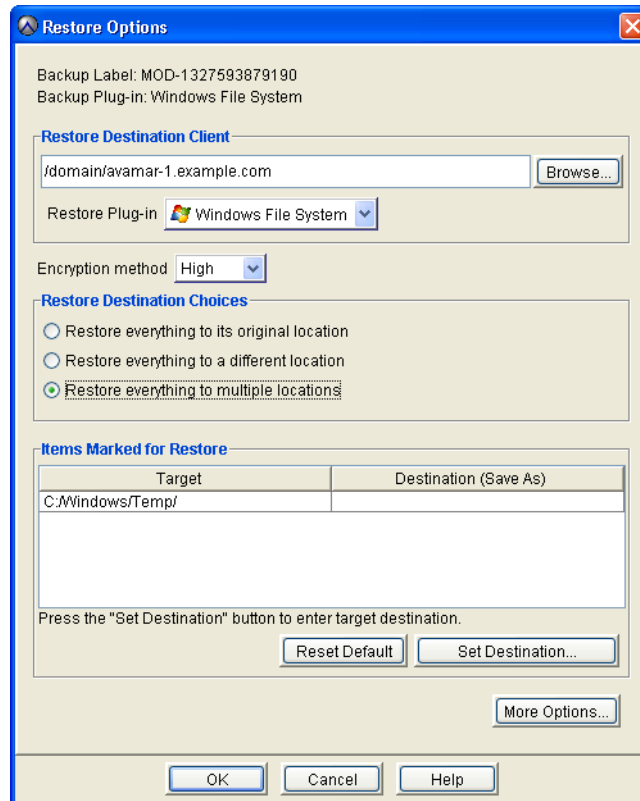 Restore Options
Backup Label: MOD-1327593879190
Backup Plug-in: Windows File System
Restore Destination Client
/domain/avamar-1.example.com
Browse...
Restore Plug-in Windows File System
Encryption method High
Restore Destination Choices
Restore everything to its original location
Restore everything to a different location
Restore everything to multiple locations
Items Marked for Restore
Target Destination (Save As)
C:/Windows/Temp/
Press the "Set Destination" button to enter target destination.
Reset Default Set Destination...
More Options...
OK Cancel Help